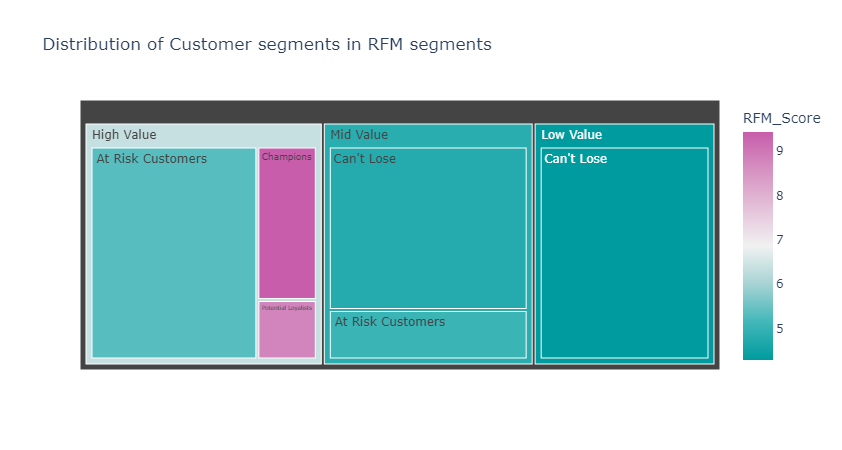 Distribution of Customer segments in RFM segments
High Value
At Risk Customers
Champions
Potential Loyalists
Mid Value
Can't Lose
At Risk Customers
Low Value
Can't Lose
RFM_Score
9
8
7
6
5